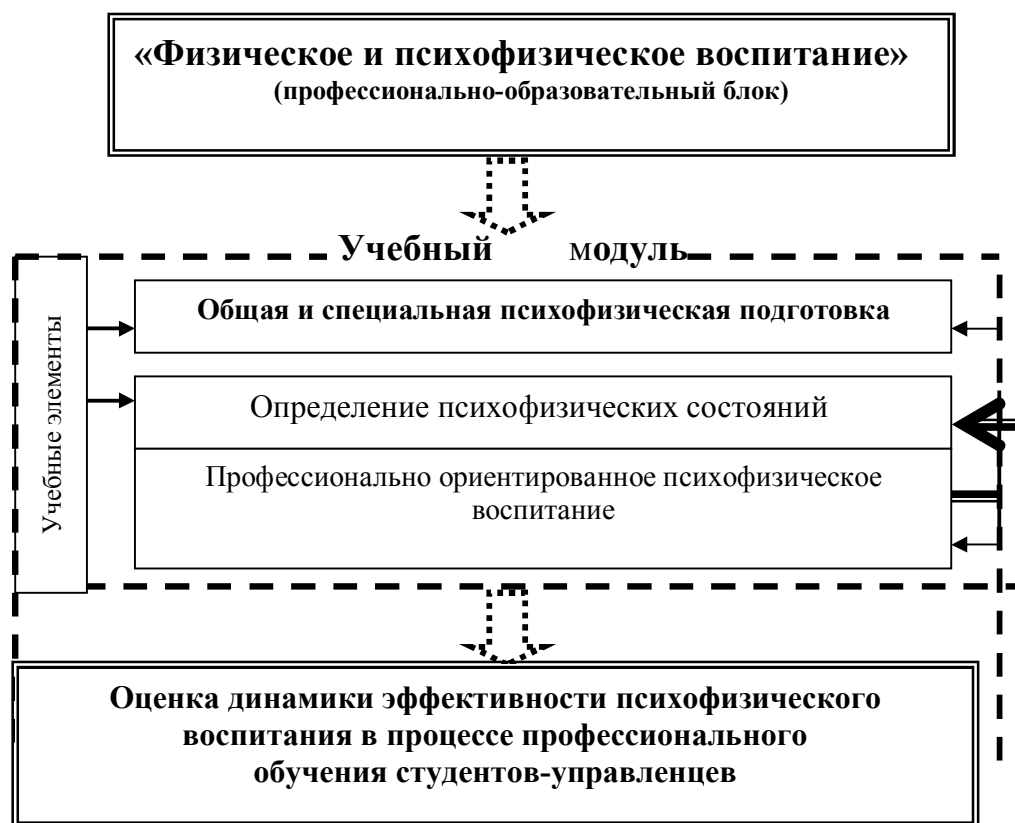 «Физическое и психофизическое воспитание»
(профессионально-образовательный блок)
Учебный модуль
Учебные элементы
Общая и специальная психофизическая подготовка
Определение психофизических состояний
Профессионально ориентированное психофизическое
воспитание
Оценка динамики эффективности психофизического
воспитания в процессе профессионального
обучения студентов-управленцев